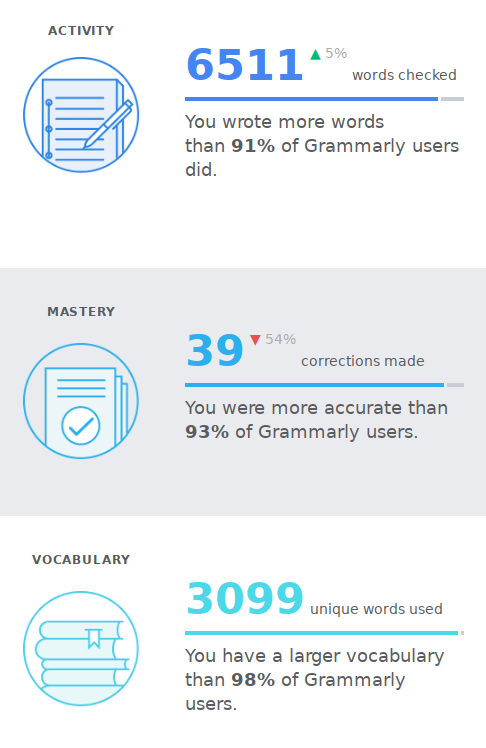 ACTIVITY
6511 ▲ 5% words checked
You wrote more words
than 91% of Grammarly users
did.
MASTERY
39 ▼ 54% corrections made
You were more accurate than
93% of Grammarly users.
VOCABULARY
3099 unique words used
You have a larger vocabulary
than 98% of Grammarly
users.